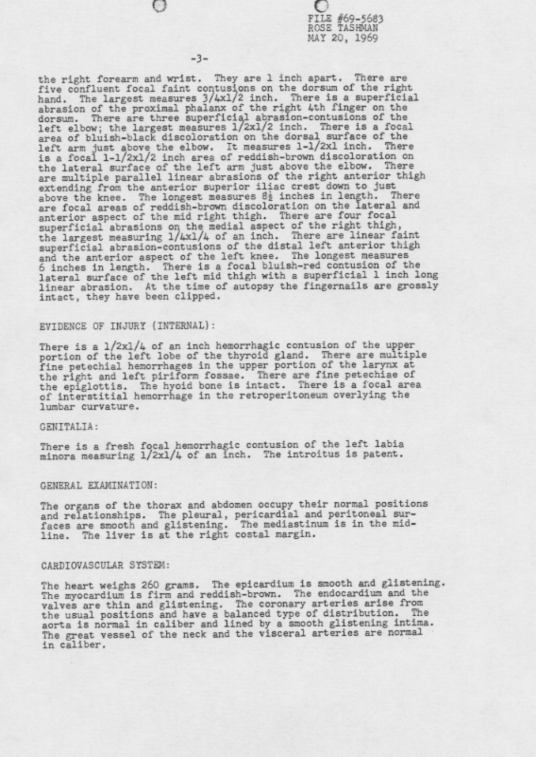 FILE #69-5683
ROSE TASHMAN
MAY 20, 1969
-3-
the right forearm and wrist. They are 1 inch apart. There are
five confluent focal faint contusions on the dorsum of the right
hand. The largest measures 3/4x1/2 inch. There is a superficial
abrasion of the proximal phalanx of the right 4th finger on the
dorsum. There are three superficial abrasion-contusions of the
left elbow; the largest measures 1/2x1/2 inch. There is a focal
area of bluish-black discoloration on the dorsal surface of the
left arm just above the elbow. It measures 1-1/2x1 inch. There
is a focal 1-1/2x1/2 inch area of reddish-brown discoloration on
the lateral surface of the left arm just above the elbow. There
are multiple parallel linear abrasions of the right anterior thigh
extending from the anterior superior iliac crest down to just
above the knee. The longest measures 8½ inches in length. There
are focal areas of reddish-brown discoloration on the lateral and
anterior aspect of the mid right thigh. There are four focal
superficial abrasions on the medial aspect of the right thigh,
the largest measuring 1/4x1/4 of an inch. There are linear faint
superficial abrasion-contusions of the distal left anterior thigh
and the anterior aspect of the left knee. The longest measures
6 inches in length. There is a focal bluish-red contusion of the
lateral surface of the left mid thigh with a superficial 1 inch long
linear abrasion. At the time of autopsy the fingernails are grossly
intact, they have been clipped.
EVIDENCE OF INJURY (INTERNAL):
There is a 1/2x1/4 of an inch hemorrhagic contusion of the upper
portion of the left lobe of the thyroid gland. There are multiple
fine petechial hemorrhages in the upper portion of the larynx at
the right and left piriform fossae. There are fine petechiae of
the epiglottis. The hyoid bone is intact. There is a focal area
of interstitial hemorrhage in the retroperitoneum overlying the
lumbar curvature.
GENITALIA:
There is a fresh focal hemorrhagic contusion of the left labia
minora measuring 1/2x1/4 of an inch. The introitus is patent.
GENERAL EXAMINATION:
The organs of the thorax and abdomen occupy their normal positions
and relationships. The pleural, pericardial and peritoneal sur-
faces are smooth and glistening. The mediastinum is in the mid-
line. The liver is at the right costal margin.
CARDIOVASCULAR SYSTEM:
The heart weighs 260 grams. The epicardium is smooth and glistening.
The myocardium is firm and reddish-brown. The endocardium and the
valves are thin and glistening. The coronary arteries arise from
the usual positions and have a balanced type of distribution. The
aorta is normal in caliber and lined by a smooth glistening intima.
The great vessel of the neck and the visceral arteries are normal
in caliber.